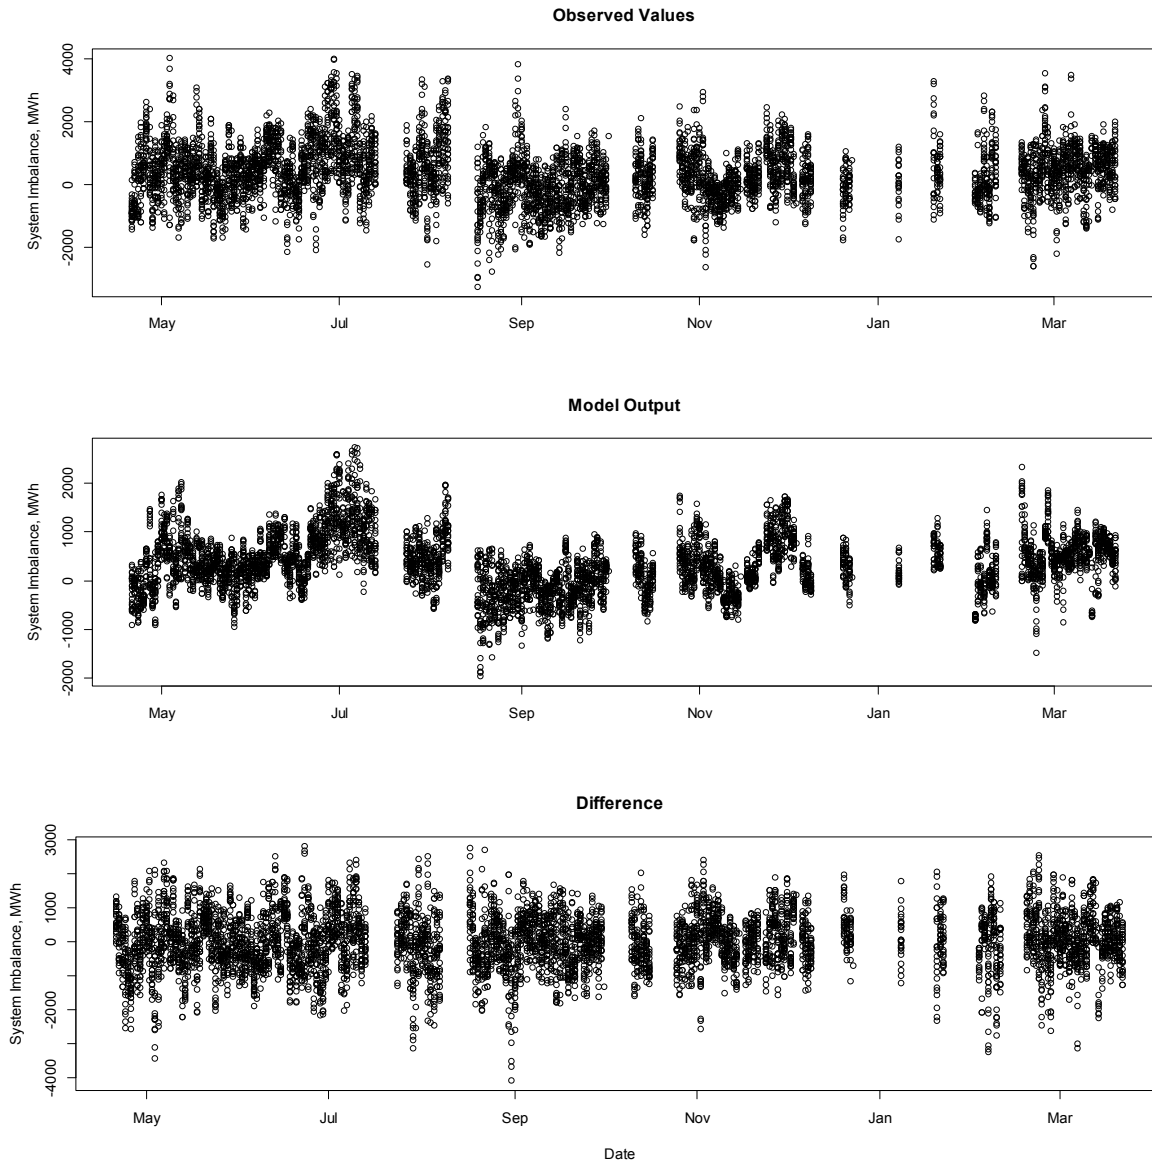 Observed Values
System Imbalance, MWh
4000
2000
0
-2000
May Jul Sep Nov Jan Mar
Model Output
System Imbalance, MWh
2000
1000
0
-1000
-2000
May Jul Sep Nov Jan Mar
Difference
System Imbalance, MWh
3000
1000
0
-2000
-4000
May Jul Sep Nov Jan Mar
Date